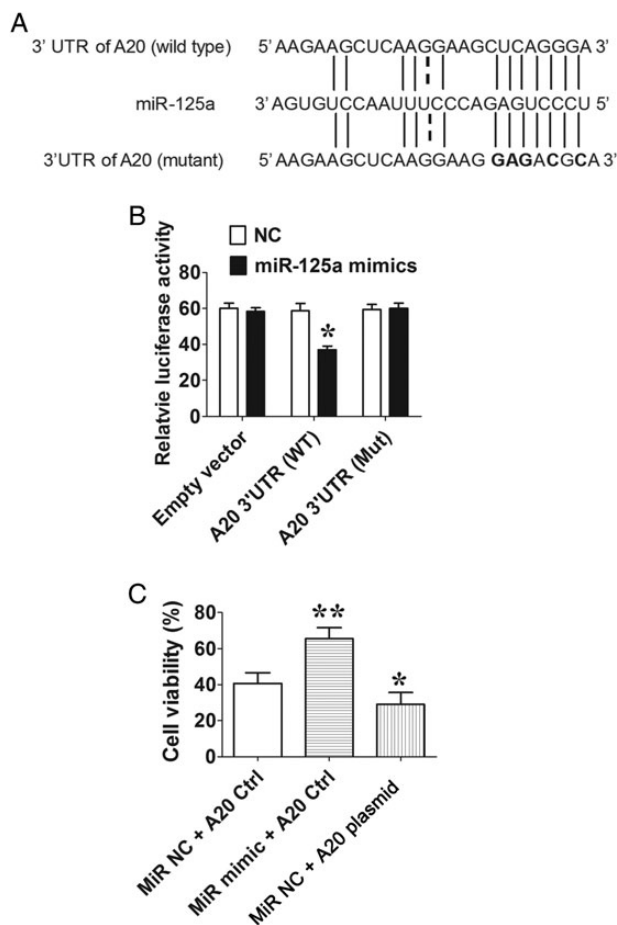 A
3' UTR of A20 (wild type) 5' AAGAAGCUCAAGGAAGCUCAGGGA 3'
miR-125a 3' AGUGUCCAAUUUCCCAGAGUCCCU 5'
3'UTR of A20 (mutant) 5' AAGAAGCUCAAGGAAG GAGACGCA 3'
B
NC
miR-125a mimics
Relatvie luciferase activity
80
60
40
20
0
*
Empty vector
A20 3'UTR (WT)
A20 3'UTR (Mut)
C
Cell viability (%)
80
60
40
20
0
**
*
MiR NC + A20 Ctrl
MiR mimic + A20 Ctrl
MiR NC + A20 plasmid